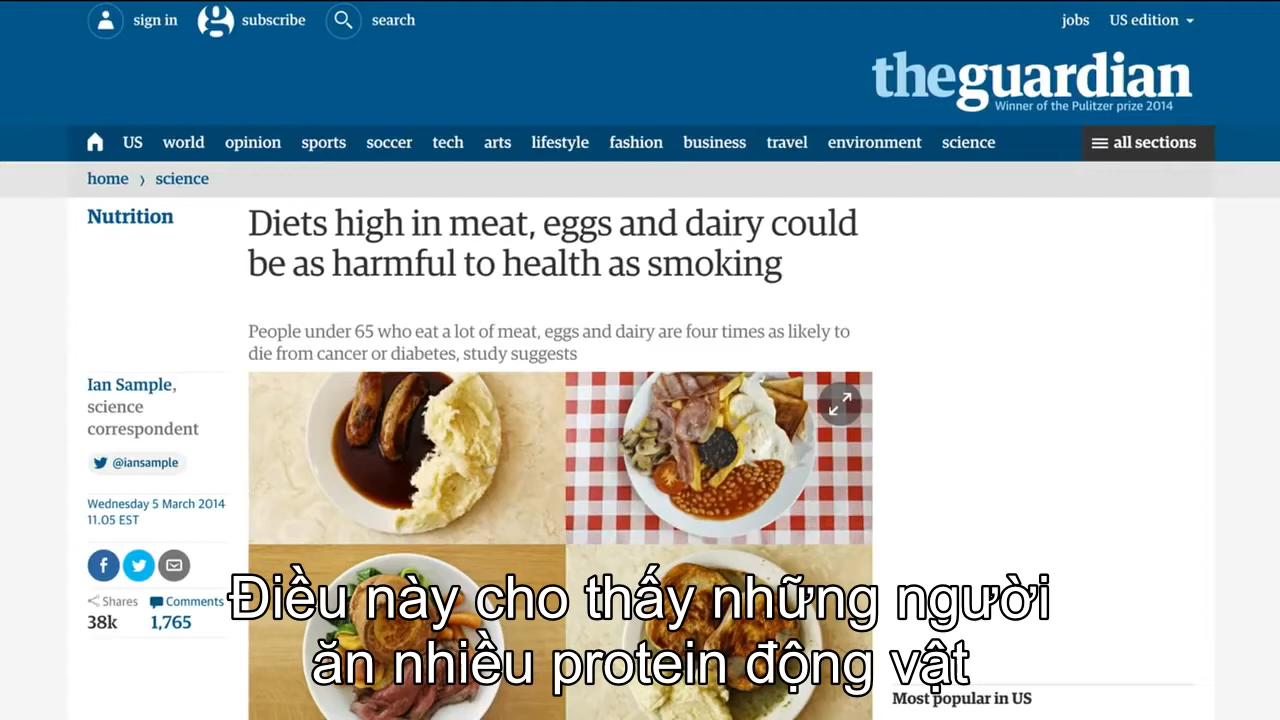 sign in
subscribe
search
jobs
US edition
theguardian
Winner of the Pulitzer prize 2014
US world opinion sports soccer tech arts lifestyle fashion business travel environment science
all sections
home › science
Nutrition
Diets high in meat, eggs and dairy could
be as harmful to health as smoking
People under 65 who eat a lot of meat, eggs and dairy are four times as likely to
die from cancer or diabetes, study suggests
Ian Sample,
science
correspondent
@iansample
Wednesday 5 March 2014
11.05 EST
Shares
Comments
38k
1,765
Điều này cho thấy những người
ăn nhiều protein động vật
Most popular in US